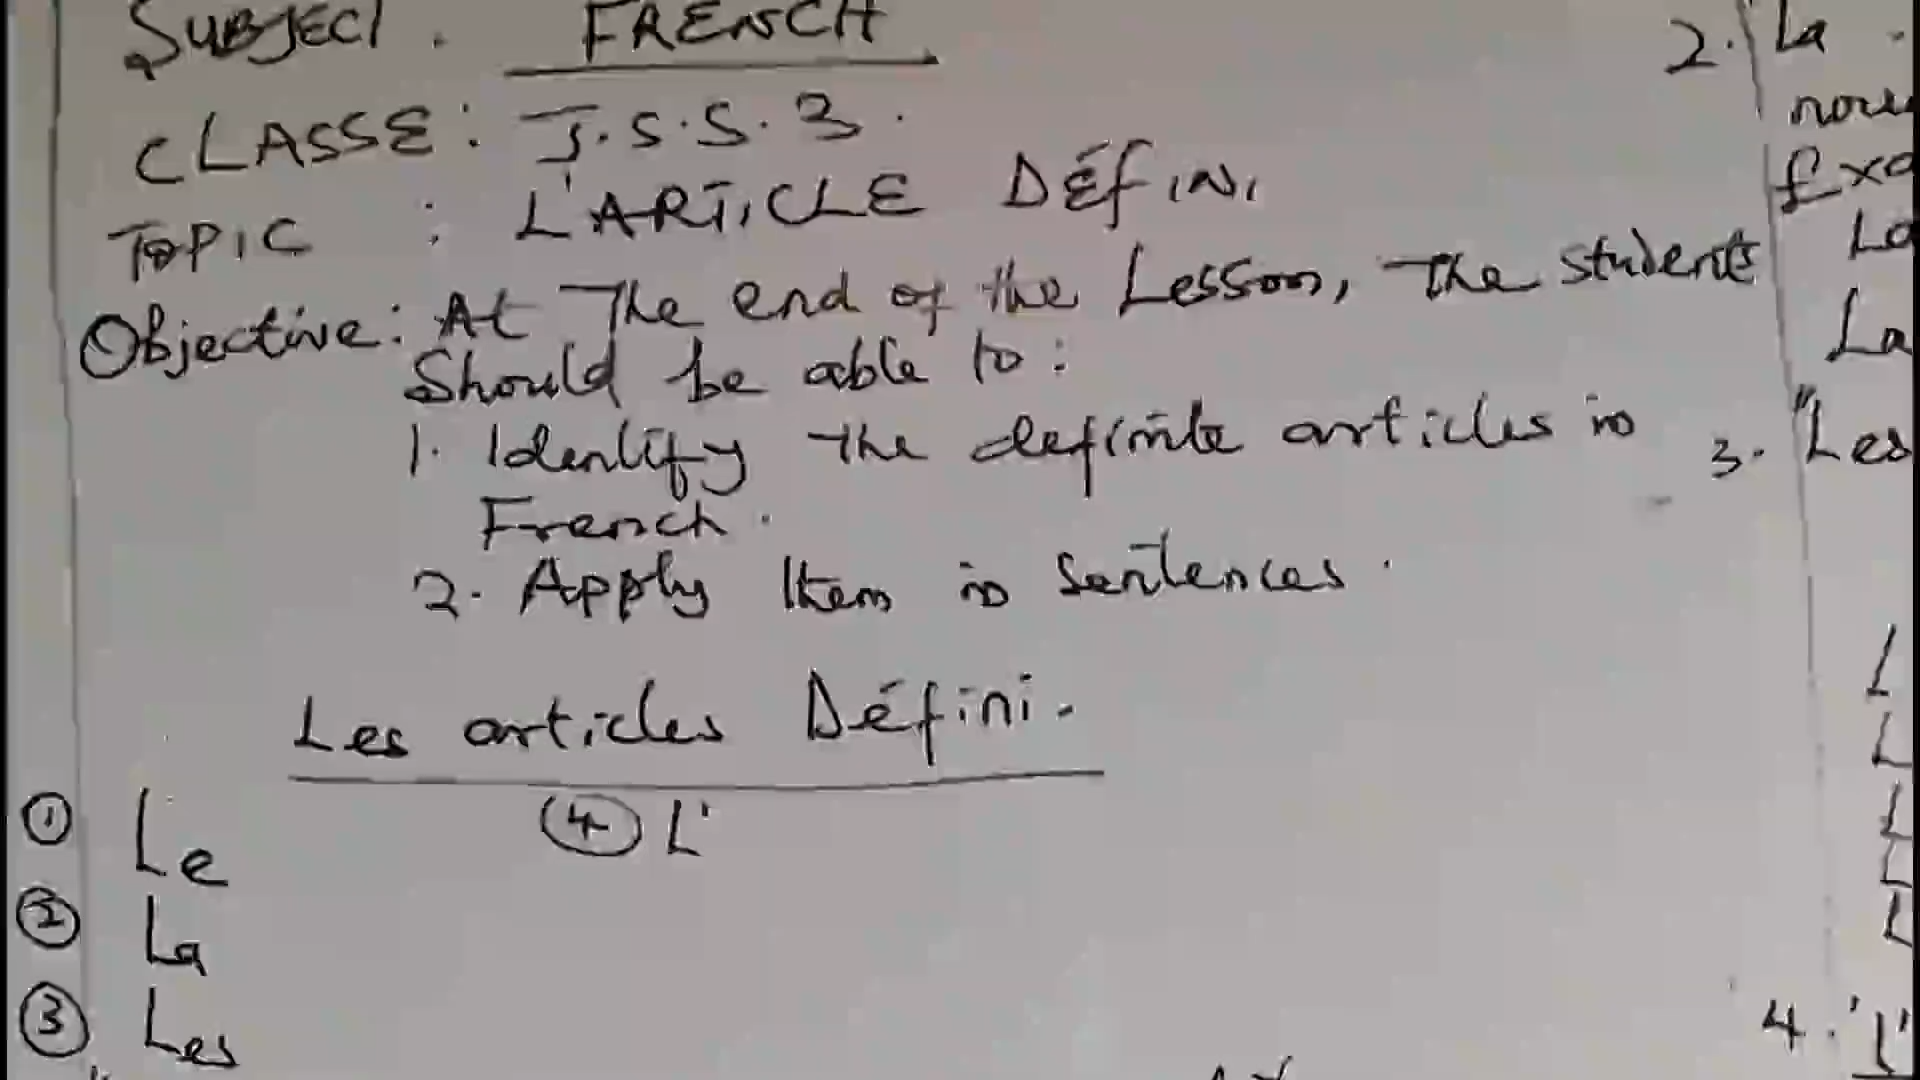 SUBJECT. FRENCH
CLASSE: J.S.S.3.
TOPIC : L'ARTICLE DÉFINI
Objective: At The end of the Lesson, The students
Should be able to:
1. Identify The definite articles in
French.
2. Apply Item in Sentences.
Les articles Défini.
① Le
④ L'
② La
③ Les
2. La
3. "Les
4. 'L'
La